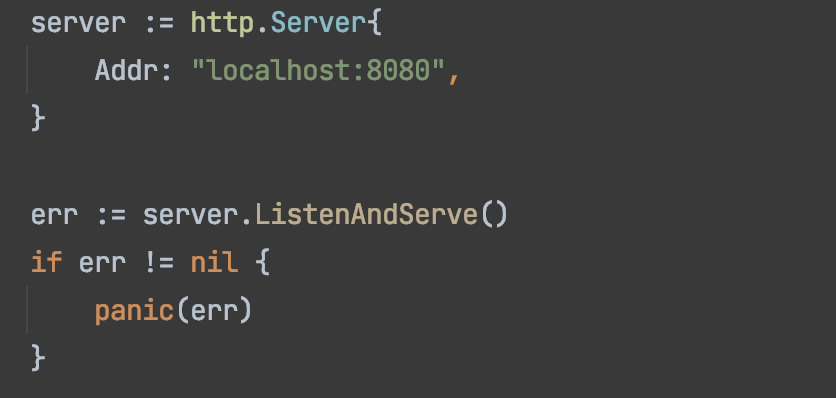 server := http.Server{
    Addr: "localhost:8080",
}

err := server.ListenAndServe()
if err != nil {
    panic(err)
}